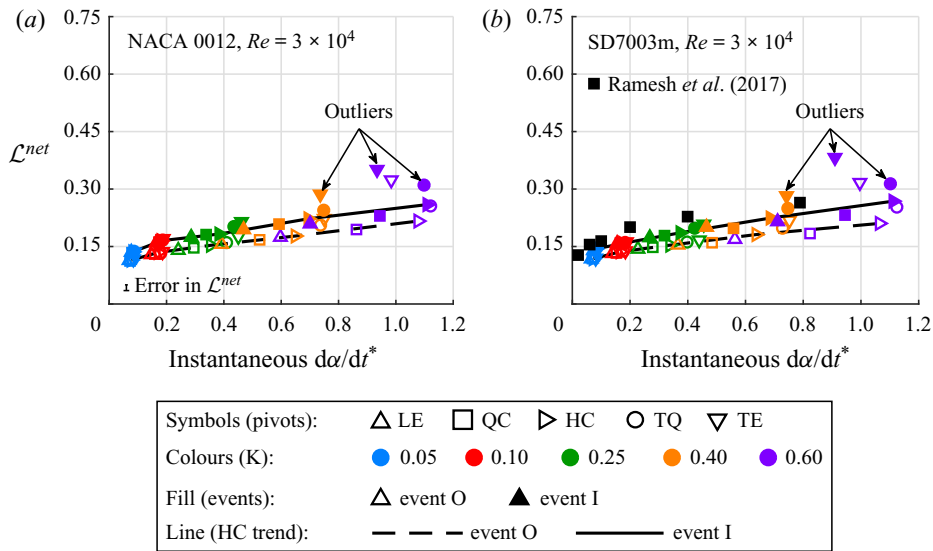 (a)
NACA 0012, Re = 3 × 10⁴
Outliers
Error in ℒ^net
ℒ^net
0.75
0.60
0.45
0.30
0.15
0 0.2 0.4 0.6 0.8 1.0 1.2
Instantaneous dα/dt*
(b)
SD7003m, Re = 3 × 10⁴
Ramesh et al. (2017)
Outliers
0.75
0.60
0.45
0.30
0.15
0 0.2 0.4 0.6 0.8 1.0 1.2
Instantaneous dα/dt*
Symbols (pivots): LE QC HC TQ TE
Colours (K): 0.05 0.10 0.25 0.40 0.60
Fill (events): event O event I
Line (HC trend): event O event I